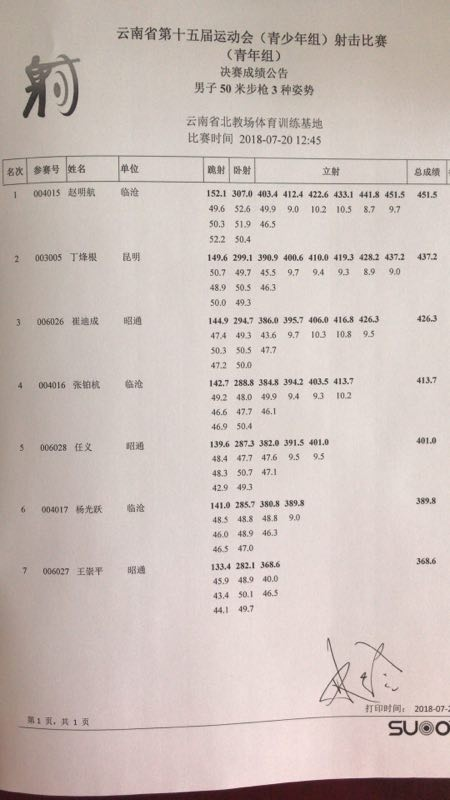 云南省第十五届运动会（青少年组）射击比赛
（青年组）
决赛成绩公告
男子 50 米步枪 3 种姿势
云南省北教场体育训练基地
比赛时间 2018-07-20 12:45
名次 参赛号 姓名 单位 跪射 卧射 立射 总成绩
1 004015 赵明航 临沧 152.1 307.0 403.4 412.4 422.6 433.1 441.8 451.5 451.5
49.6 52.6 49.9 9.0 10.2 10.5 8.7 9.7
50.3 51.9 46.5
52.2 50.4
2 003005 丁烽根 昆明 149.6 299.1 390.9 400.6 410.0 419.3 428.2 437.2 437.2
50.7 49.7 45.5 9.7 9.4 9.3 8.9 9.0
48.9 50.5 46.3
50.0 49.3
3 006026 崔迪成 昭通 144.9 294.7 386.0 395.7 406.0 416.8 426.3 426.3
47.4 49.3 43.6 9.7 10.3 10.8 9.5
50.3 50.5 47.7
47.2 50.0
4 004016 张铂杭 临沧 142.7 288.8 384.8 394.2 403.5 413.7 413.7
49.2 48.0 49.9 9.4 9.3 10.2
46.6 47.7 46.1
46.9 50.4
5 006028 任义 昭通 139.6 287.3 382.0 391.5 401.0 401.0
48.4 47.7 47.6 9.5 9.5
48.3 50.7 47.1
42.9 49.3
6 004017 杨光跃 临沧 141.0 285.7 380.8 389.8 389.8
48.5 48.8 48.8 9.0
46.0 48.9 46.3
46.5 47.0
7 006027 王崇平 昭通 133.4 282.1 368.6 368.6
45.9 48.9 40.0
43.4 50.1 46.5
44.1 49.7
打印时间： 2018-07-2
第 1 页, 共 1 页